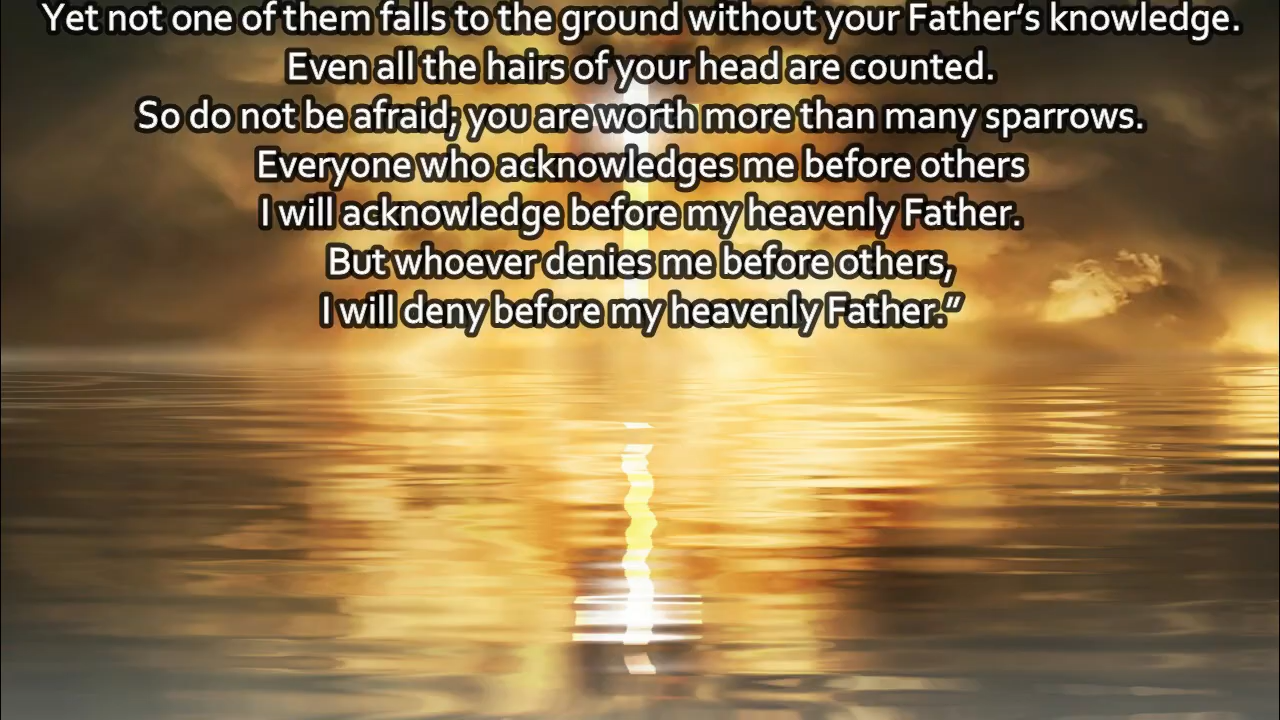 Yet not one of them falls to the ground without your Father’s knowledge.
Even all the hairs of your head are counted.
So do not be afraid; you are worth more than many sparrows.
Everyone who acknowledges me before others
I will acknowledge before my heavenly Father.
But whoever denies me before others,
I will deny before my heavenly Father.”